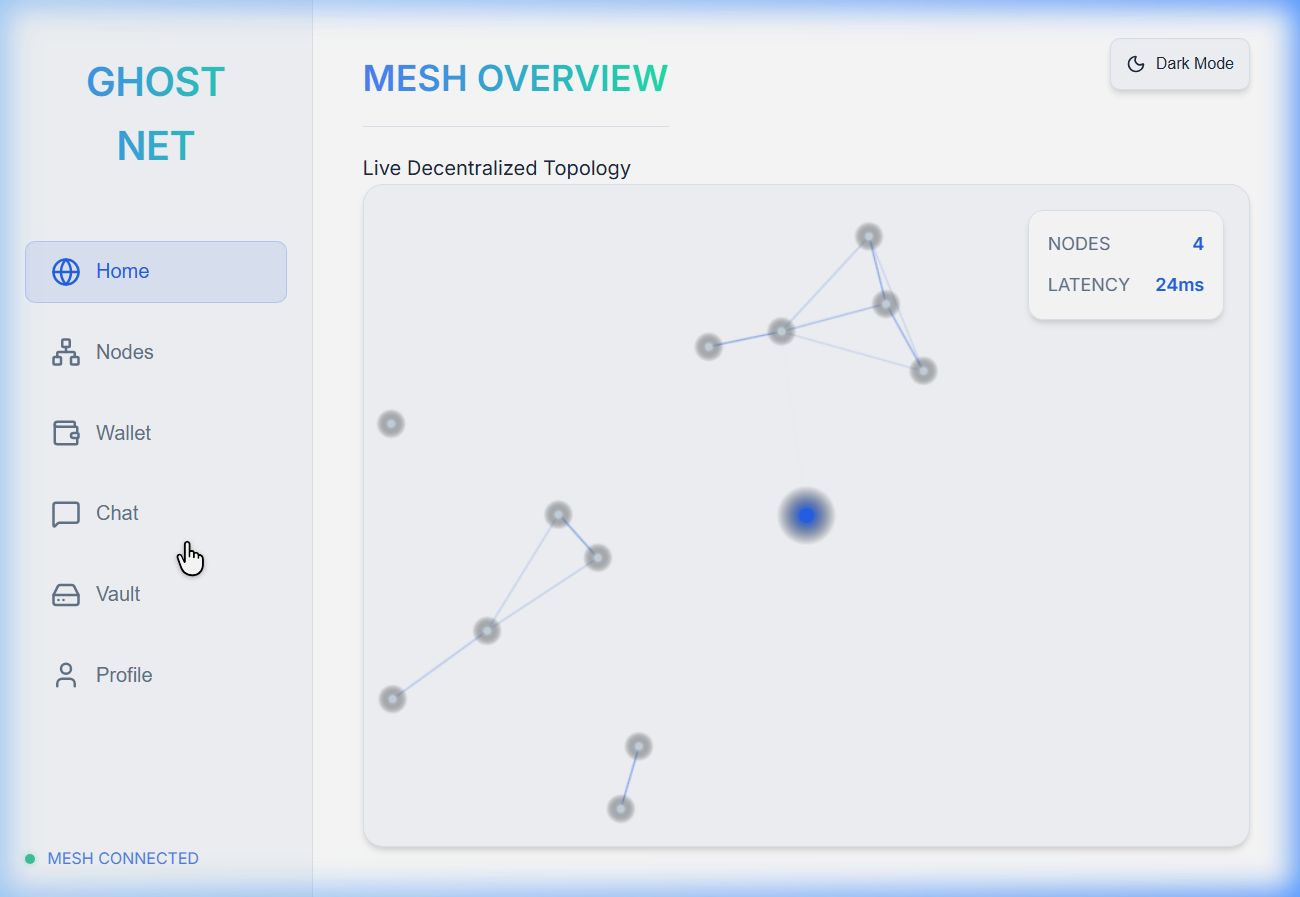 GHOST
NET
Home
Nodes
Wallet
Chat
Vault
Profile
MESH CONNECTED
MESH OVERVIEW
Dark Mode
Live Decentralized Topology
NODES 4
LATENCY 24ms